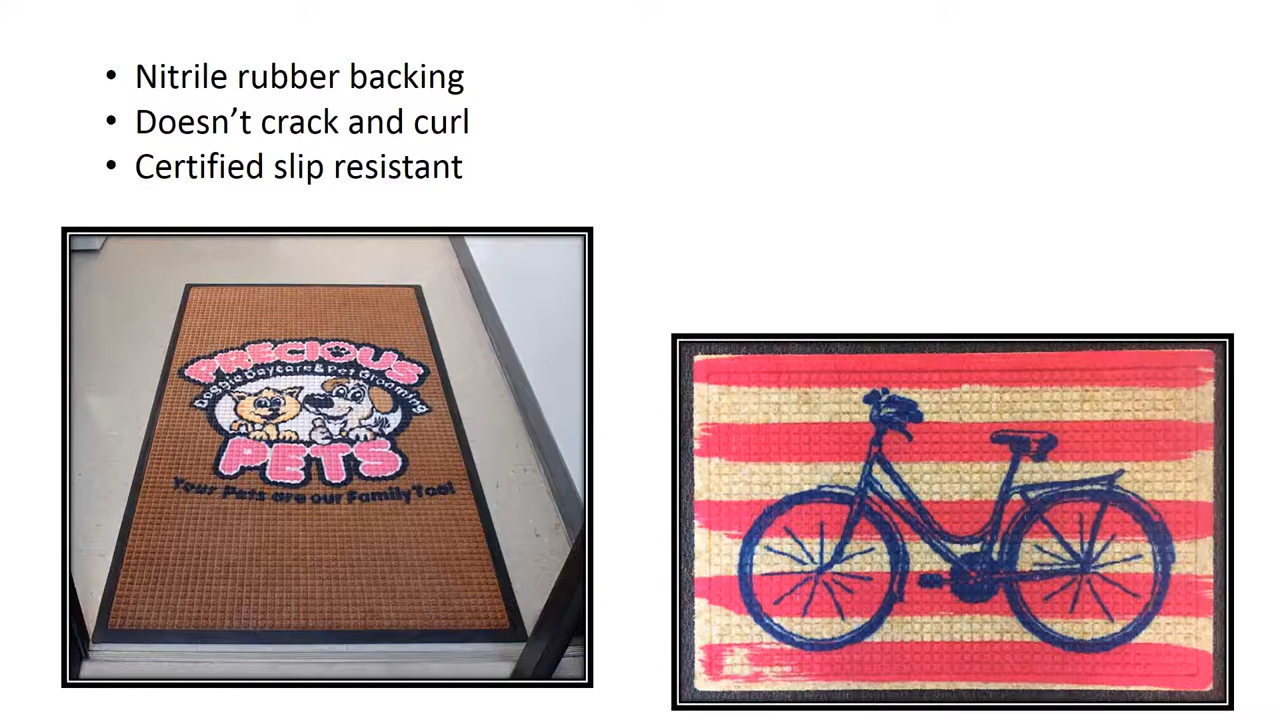 • Nitrile rubber backing
• Doesn’t crack and curl
• Certified slip resistant
PRECIOUS
Doggie Daycare & Pet Grooming
PETS
Your Pets are our Family Too!